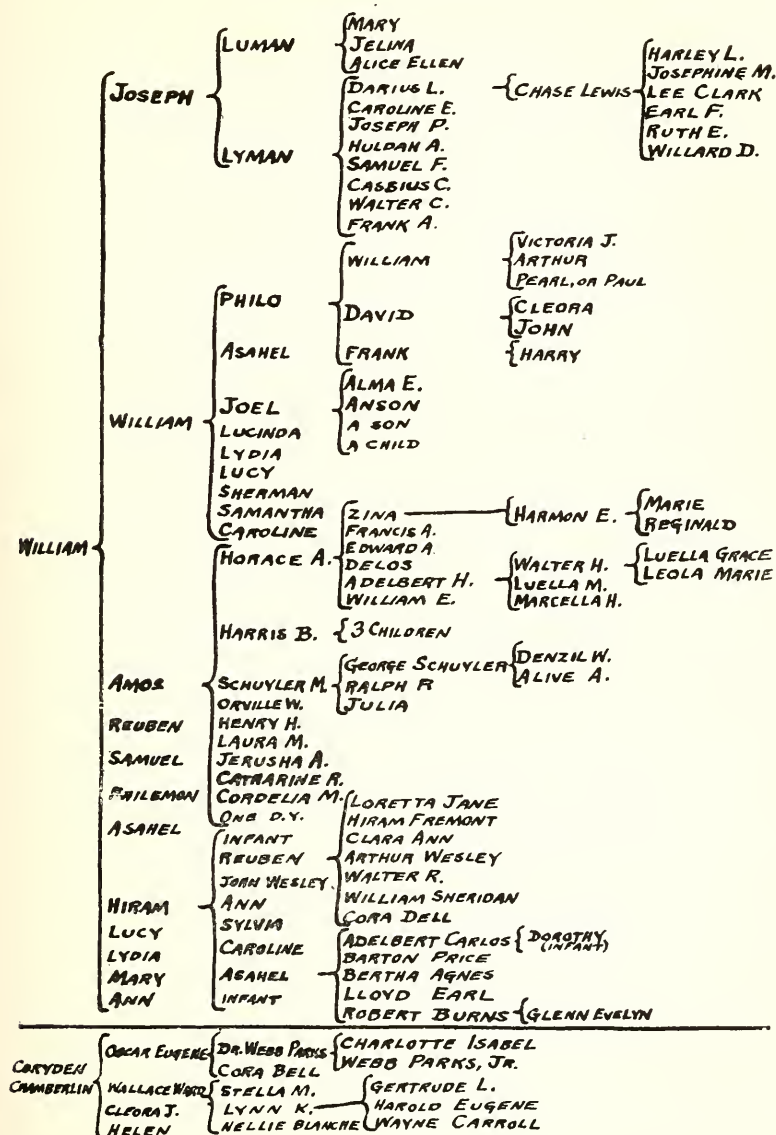 MARY
LUMAN JELINA
ALICE ELLEN
HARLEY L.
JOSEPHINE M.
JOSEPH DARIUS L. CHASE LEWIS LEE CLARK
CAROLINE E. EARL F.
JOSEPH P. RUTH E.
LYMAN HULDAH A. WILLARD D.
SAMUEL F.
CASSIUS C.
WALTER C.
FRANK A.
VICTORIA J.
WILLIAM ARTHUR
PEARL, OR PAUL
PHILO
DAVID CLEORA
JOHN
ASAHEL FRANK HARRY
ALMA E.
WILLIAM JOEL ANSON
LUCINDA A SON
LYDIA A CHILD
LUCY
SHERMAN
SAMANTHA ZINA HARMON E. MARIE
CAROLINE FRANCIS A. REGINALD
WILLIAM HORACE A. EDWARD A.
DELOS WALTER H. LUELLA GRACE
ADELBERT H. LUELLA M. LEOLA MARIE
WILLIAM E. MARCELLA H.
HARRIS B. 3 CHILDREN
GEORGE SCHUYLER DENZIL W.
AMOS SCHUYLER M. RALPH R ALIVE A.
ORVILLE W. JULIA
REUBEN HENRY H.
LAURA M.
SAMUEL JERUSHA A.
CATHARINE R.
PHILEMON CORDELIA M. LORETTA JANE
ONE D.Y. HIRAM FREMONT
ASAHEL INFANT CLARA ANN
REUBEN ARTHUR WESLEY
JOHN WESLEY WALTER R.
HIRAM ANN WILLIAM SHERIDAN
SYLVIA CORA DELL
LUCY CAROLINE ADELBERT CARLOS DOROTHY
(INFANT)
LYDIA BARTON PRICE
MARY ASAHEL BERTHA AGNES
ANN INFANT LLOYD EARL
ROBERT BURNS GLENN EVELYN
OSCAR EUGENE DR. WEBB PARKS CHARLOTTE ISABEL
CORA BELL WEBB PARKS, JR.
CORYDEN
CHAMBERLIN WALLACE WARD STELLA M. GERTRUDE L.
CLEORA J. LYNN K. HAROLD EUGENE
HELEN NELLIE BLANCHE WAYNE CARROLL